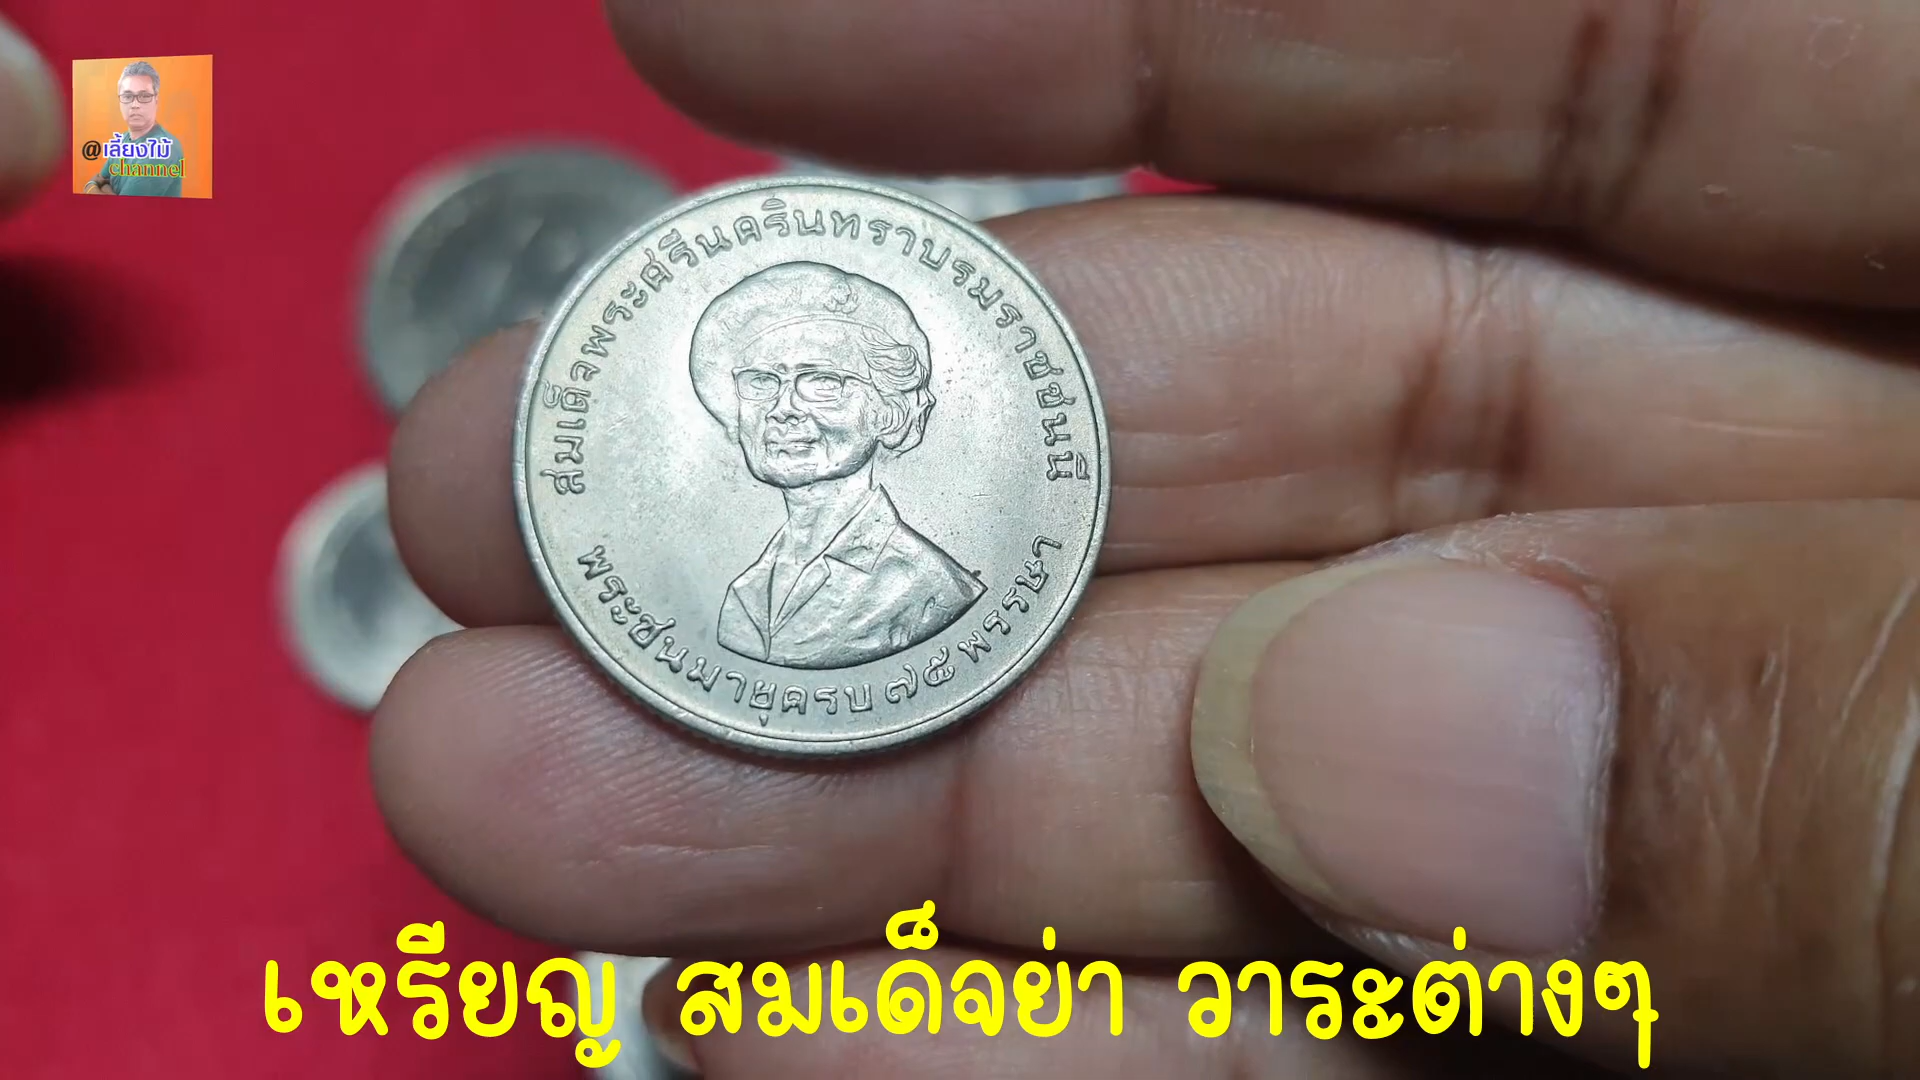 @เลี้ยงไม้
channel
สมเด็จพระศรีนครินทราบรมราชชนนี
พระชนมายุครบ ๗๕ พรรษา
เหรียญ สมเด็จย่า วาระต่างๆ